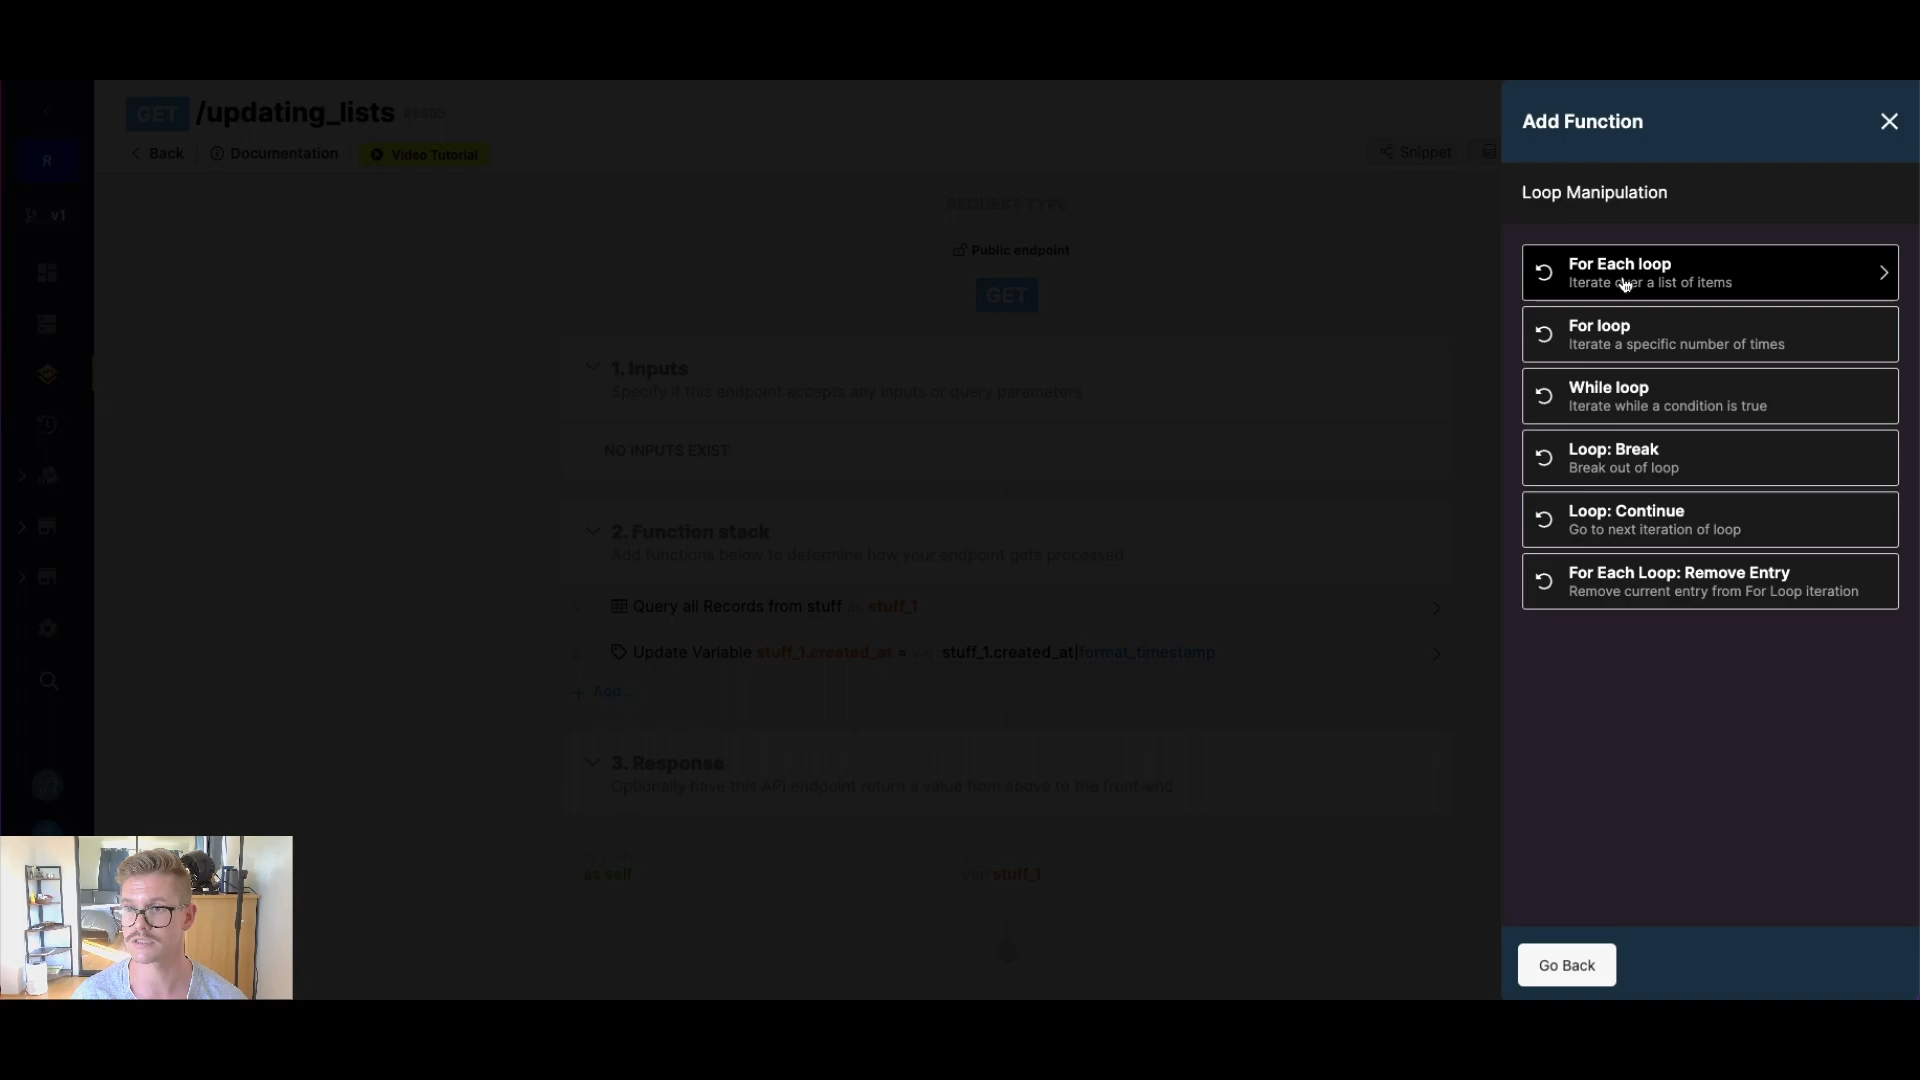 GET /updating_lists
Back
Documentation
Video Tutorial
Snippet
R
v1
REQUEST TYPE
Public endpoint
GET
1. Inputs
Specify if this endpoint accepts any inputs or query parameters
NO INPUTS EXIST
2. Function stack
Add functions below to determine how your endpoint gets processed
Query all Records from stuff as stuff_1
Update Variable stuff_1.created_at = var:stuff_1.created_at|format_timestamp
+ Add
3. Response
Optionally have this API endpoint return a value from above to the front-end
as self
var:stuff_1
Add Function
Loop Manipulation
For Each loop
Iterate over a list of items
For loop
Iterate a specific number of times
While loop
Iterate while a condition is true
Loop: Break
Break out of loop
Loop: Continue
Go to next iteration of loop
For Each Loop: Remove Entry
Remove current entry from For Loop iteration
Go Back